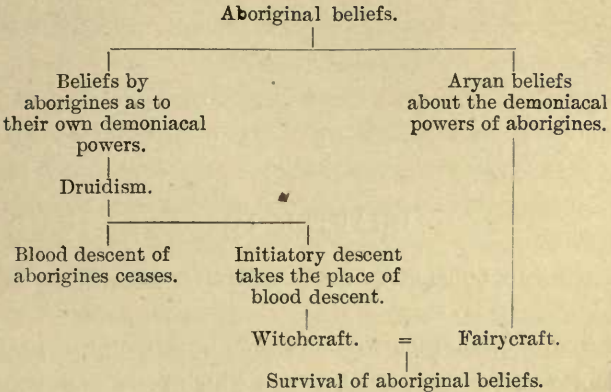 Aboriginal beliefs.
Beliefs by
aborigines as to
their own demoniacal
powers.
Aryan beliefs
about the demoniacal
powers of aborigines.
Druidism.
Blood descent of
aborigines ceases.
Initiatory descent
takes the place of
blood descent.
Witchcraft. = Fairycraft.
Survival of aboriginal beliefs.